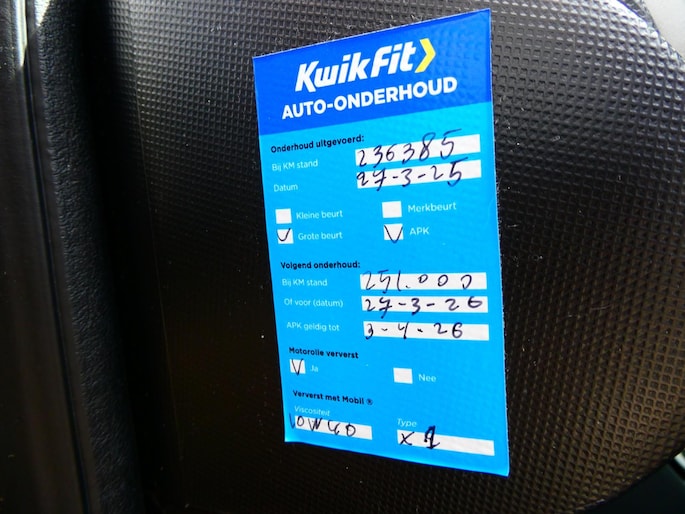 KwikFit
AUTO-ONDERHOUD
Onderhoud uitgevoerd:
Bij KM stand 236385
Datum 27-3-25
Kleine beurt Merkbeurt
Grote beurt APK
Volgend onderhoud:
Bij KM stand 251.000
Of voor (datum) 27-3-26
APK geldig tot 3-4-26
Motorolie ververst
Ja Nee
Ververst met Mobil ®
Viscositeit Type
10W40 X1